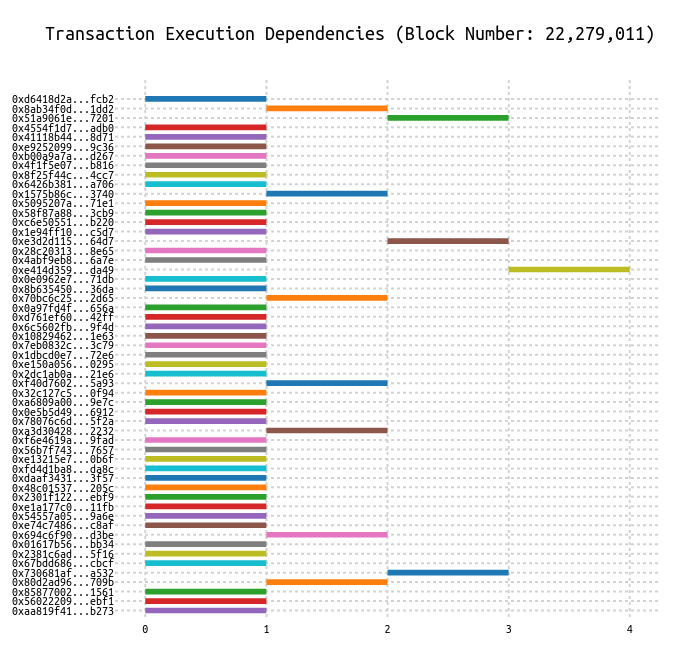 Transaction Execution Dependencies (Block Number: 22,279,011)
0xd6418d2a...fcb2
0x8ab34f0d...1dd2
0x51a9061e...7201
0x4554f1d7...adb0
0x41118b44...8d71
0xe9252099...9c36
0xb00a9a7a...d267
0x4f1f5e07...b816
0x8f25f44c...4cc7
0x6426b381...a706
0x1575b86c...3740
0x5095207a...71e1
0x58f87a88...3cb9
0xc6e50551...b220
0x1e94ff10...c5d7
0xe3d2d115...64d7
0x28c20313...8e65
0x4abf9eb8...6a7e
0xe414d359...da49
0x0e0962e7...71db
0x8b635450...36da
0x70bc6c25...2d65
0x0a97fd4f...656a
0xd761ef60...42ff
0x6c5602fb...9f4d
0x10829462...1e63
0x7eb0832c...3c79
0x1dbcd0e7...72e6
0xe150a056...0295
0x2dc1ab0a...21e6
0xf40d7602...5a93
0x32c127c5...0f94
0xa6809a00...9e7c
0x0e5b5d49...6912
0x78076c6d...5f2a
0xa3d30428...2232
0xf6e4619a...9fad
0x56b7f743...7657
0xe13215e7...0b6f
0xfd4d1ba8...da8c
0xdaaf3431...3f57
0x48c01537...205c
0x2301f122...ebf9
0xe1a177c0...11fb
0x54557a05...9a6e
0xe74c7486...c8af
0x694c6f90...d3be
0x01617b56...bb34
0x2381c6ad...5f16
0x67bdd686...cbcf
0x730681af...a532
0x80d2ad96...709b
0x85877002...1561
0x56022209...ebf1
0xaa819f41...b273
0 1 2 3 4